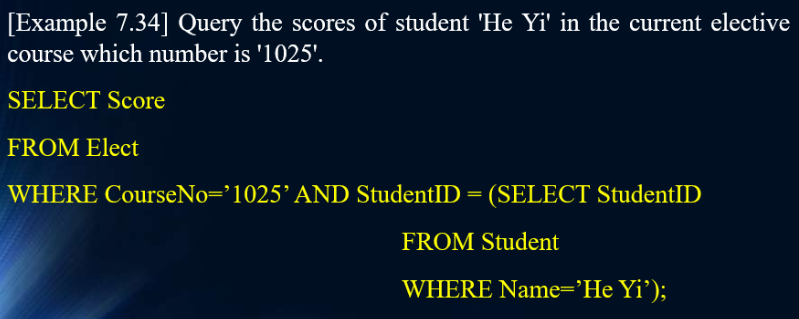 [Example 7.34] Query the scores of student 'He Yi' in the current elective
course which number is '1025'.
SELECT Score
FROM Elect
WHERE CourseNo=’1025’ AND StudentID = (SELECT StudentID
FROM Student
WHERE Name=’He Yi’);